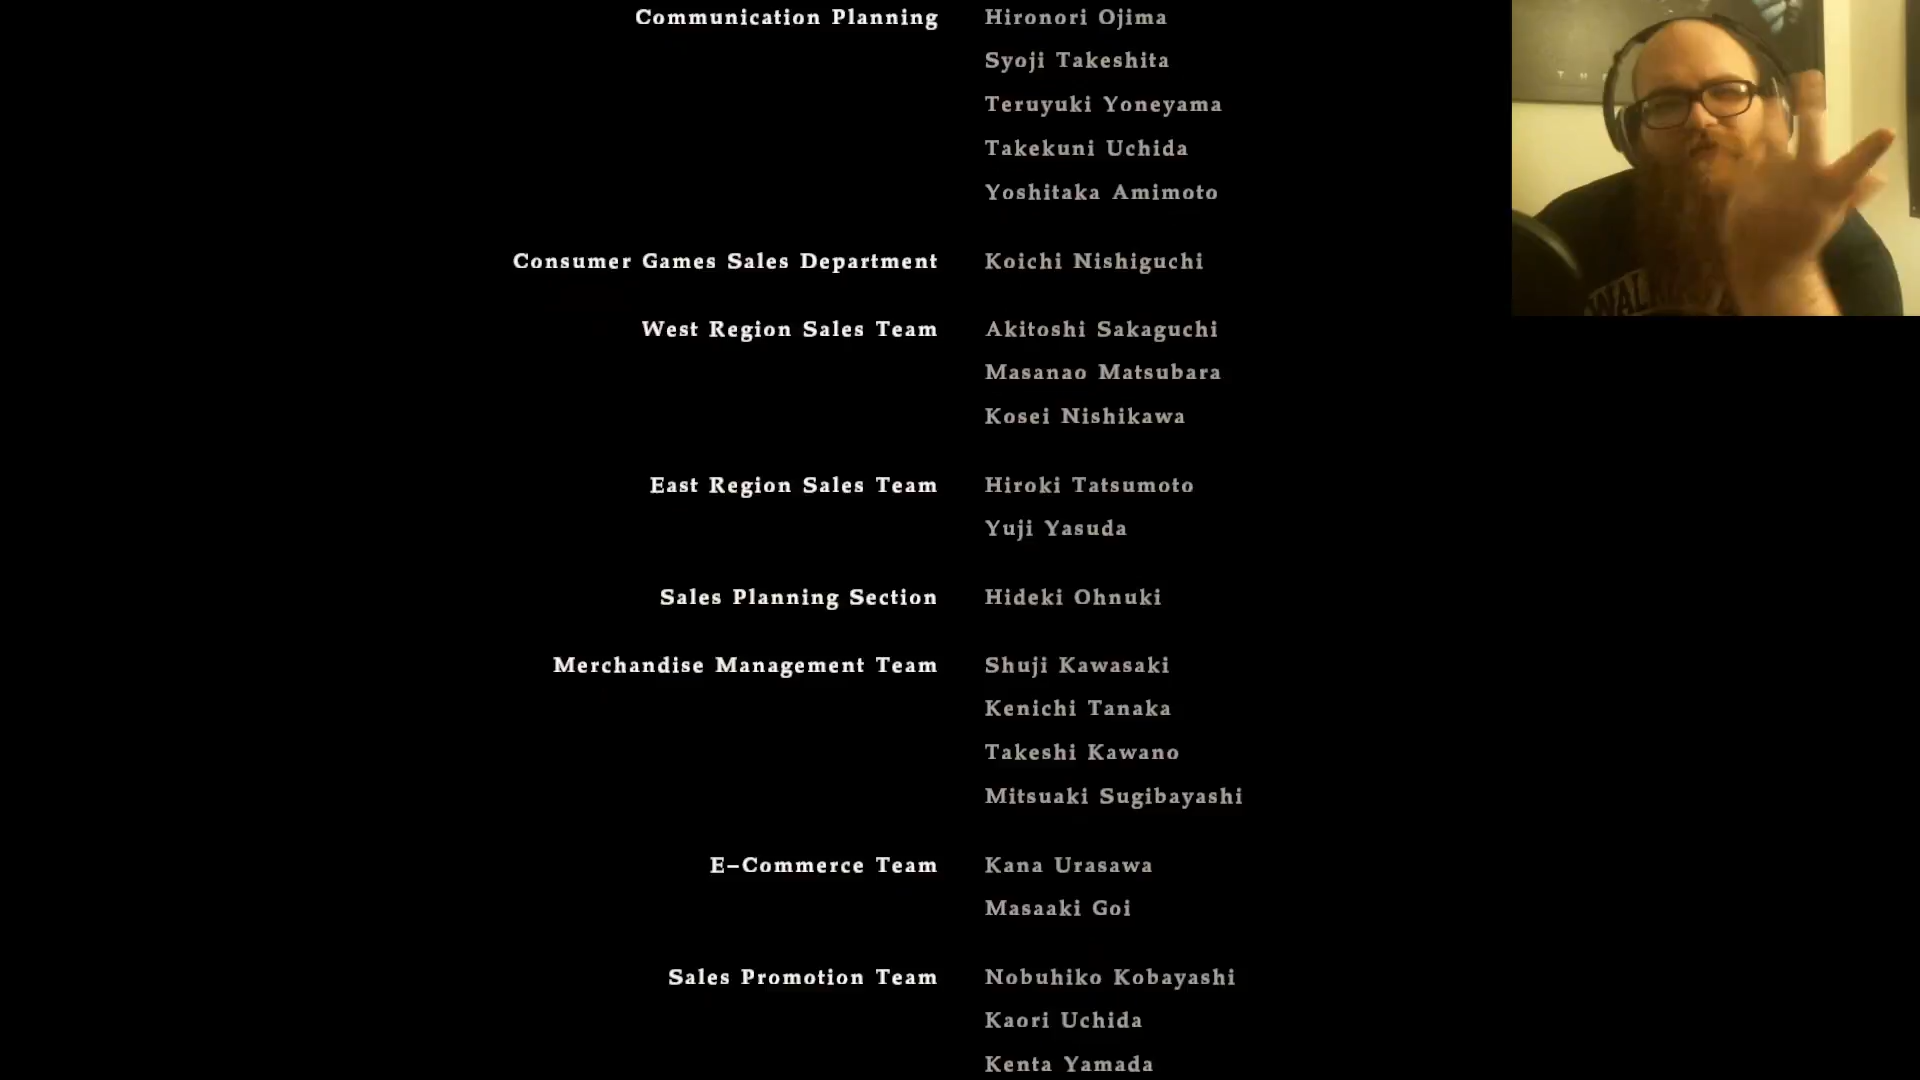 Communication Planning Hironori Ojima
Syoji Takeshita
Teruyuki Yoneyama
Takekuni Uchida
Yoshitaka Amimoto
Consumer Games Sales Department Koichi Nishiguchi
West Region Sales Team Akitoshi Sakaguchi
Masanao Matsubara
Kosei Nishikawa
East Region Sales Team Hiroki Tatsumoto
Yuji Yasuda
Sales Planning Section Hideki Ohnuki
Merchandise Management Team Shuji Kawasaki
Kenichi Tanaka
Takeshi Kawano
Mitsuaki Sugibayashi
E-Commerce Team Kana Urasawa
Masaaki Goi
Sales Promotion Team Nobuhiko Kobayashi
Kaori Uchida
Kenta Yamada